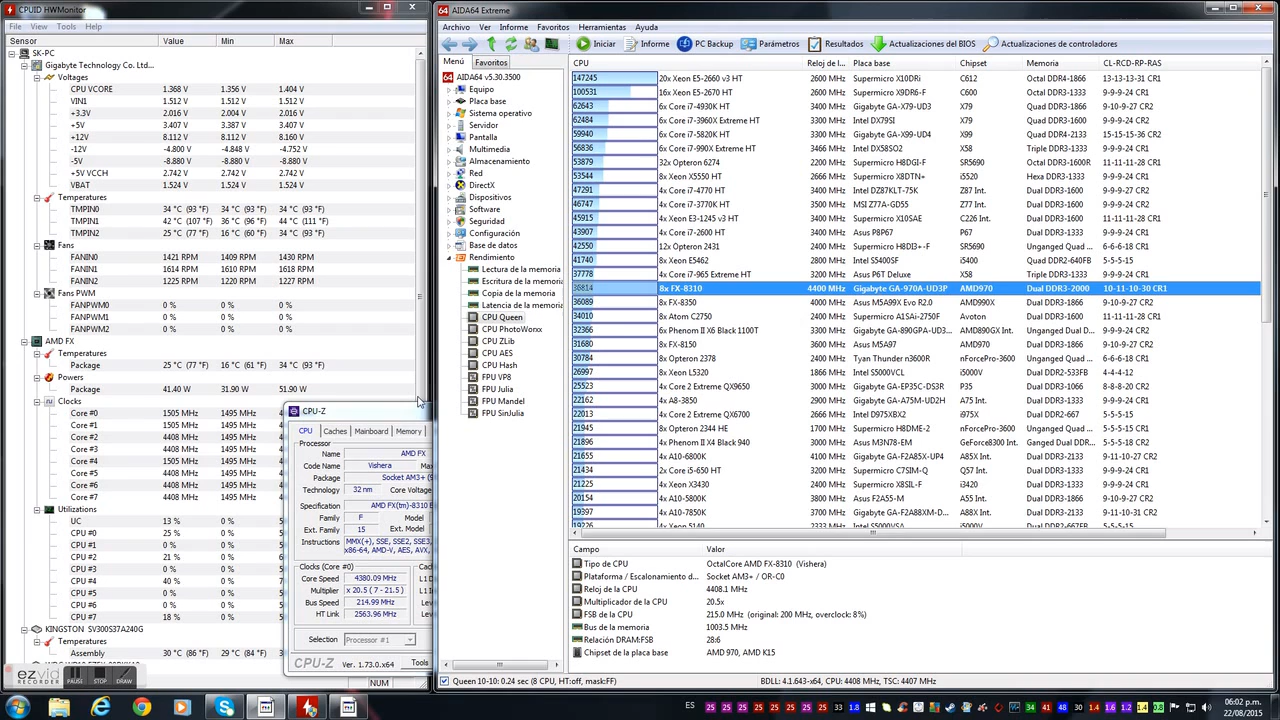 CPUID HWMonitor
File View Tools Help
Sensor Value Min Max
SK-PC
Gigabyte Technology Co. Ltd...
Voltages
CPU VCORE 1.368 V 1.356 V 1.404 V
VIN1 1.512 V 1.512 V 1.512 V
+3.3V 2.016 V 2.004 V 2.016 V
+5V 3.407 V 3.387 V 3.407 V
+12V 8.112 V 8.112 V 8.160 V
-12V -4.800 V -4.848 V -4.752 V
-5V -8.880 V -8.880 V -8.880 V
+5V VCCH 2.742 V 2.742 V 2.742 V
VBAT 1.524 V 1.524 V 1.524 V
Temperatures
TMPIN0 34 °C (93 °F) 34 °C (93 °F) 34 °C (93 °F)
TMPIN1 42 °C (107 °F) 36 °C (96 °F) 44 °C (111 °F)
TMPIN2 25 °C (77 °F) 16 °C (60 °F) 34 °C (93 °F)
Fans
FANIN0 1421 RPM 1409 RPM 1430 RPM
FANIN1 1614 RPM 1610 RPM 1618 RPM
FANIN2 1225 RPM 1220 RPM 1231 RPM
Fans PWM
FANPWM0 0 % 0 % 0 %
FANPWM1 0 % 0 % 0 %
FANPWM2 0 % 0 % 0 %
AMD FX
Temperatures
Package 25 °C (77 °F) 16 °C (61 °F) 34 °C (93 °F)
Powers
Package 41.40 W 31.90 W 51.90 W
Clocks
Core #0 1505 MHz 1495 MHz
Core #1 1505 MHz 1495 MHz
Core #2 4408 MHz 1495 MHz
Core #3 4408 MHz 1495 MHz
Core #4 1505 MHz 1495 MHz
Core #5 4408 MHz 1495 MHz
Core #6 4408 MHz 1495 MHz
Core #7 4408 MHz 1495 MHz
Utilizations
UC 13 % 0 %
CPU #0 25 % 0 %
CPU #1 0 % 0 %
CPU #2 21 % 0 %
CPU #3 0 % 0 %
CPU #4 40 % 0 %
CPU #5 0 % 0 %
CPU #6 0 % 0 %
CPU #7 18 % 0 %
KINGSTON SV300S37A240G
Temperatures
Assembly 30 °C (86 °F) 29 °C (84 °F)
NUM
ezvid
RECORDER
PAUSE STOP DRAW
CPU-Z
CPU Caches Mainboard Memory
Processor
Name AMD FX
Code Name Vishera Max
Package Socket AM3+ (9
Technology 32 nm Core Voltage
Specification AMD FX(tm)-8310 E
Family F Model
Ext. Family 15 Ext. Model
Instructions MMX(+), SSE, SSE2, SSE3,
x86-64, AMD-V, AES, AVX,
Clocks (Core #0) Cache
Core Speed 4380.09 MHz L1 D
Multiplier x 20.5 ( 7 - 21.5 ) L1 I
Bus Speed 214.99 MHz Leve
HT Link 2563.96 MHz Leve
Selection Processor #1
CPU-Z Ver. 1.73.0.x64 Tools
AIDA64 Extreme
Archivo Ver Informe Favoritos Herramientas Ayuda
Iniciar Informe PC Backup Parámetros Resultados Actualizaciones del BIOS Actualizaciones de controladores
Menú Favoritos
AIDA64 v5.30.3500
Equipo
Placa base
Sistema operativo
Servidor
Pantalla
Multimedia
Almacenamiento
Red
DirectX
Dispositivos
Software
Seguridad
Configuración
Base de datos
Rendimiento
Lectura de la memoria
Escritura de la memoria
Copia de la memoria
Latencia de la memoria
CPU Queen
CPU PhotoWorxx
CPU ZLib
CPU AES
CPU Hash
FPU VP8
FPU Julia
FPU Mandel
FPU SinJulia
CPU Reloj de l... Placa base Chipset Memoria CL-RCD-RP-RAS
147245 20x Xeon E5-2660 v3 HT 2600 MHz Supermicro X10DRi C612 Octal DDR4-1866 13-13-13-31 CR1
100531 16x Xeon E5-2670 HT 2600 MHz Supermicro X9DR6-F C600 Octal DDR3-1333 9-9-9-24 CR1
62643 6x Core i7-4930K HT 3400 MHz Gigabyte GA-X79-UD3 X79 Quad DDR3-1866 9-10-9-27 CR2
62484 6x Core i7-3960X Extreme HT 3300 MHz Intel DX79SI X79 Quad DDR3-1600 9-9-9-24 CR2
59940 6x Core i7-5820K HT 3300 MHz Gigabyte GA-X99-UD4 X99 Quad DDR4-2133 15-15-15-36 CR2
56836 6x Core i7-990X Extreme HT 3466 MHz Intel DX58SO2 X58 Triple DDR3-1333 9-9-9-24 CR1
53879 32x Opteron 6274 2200 MHz Supermicro H8DGI-F SR5690 Octal DDR3-1600R 11-11-11-28 CR1
53544 8x Xeon X5550 HT 2666 MHz Supermicro X8DTN+ i5520 Hexa DDR3-1333 9-9-9-24 CR1
47291 4x Core i7-4770 HT 3400 MHz Intel DZ87KLT-75K Z87 Int. Dual DDR3-1600 9-9-9-27 CR2
46747 4x Core i7-3770K HT 3500 MHz MSI Z77A-GD55 Z77 Int. Dual DDR3-1600 9-9-9-24 CR2
45915 4x Xeon E3-1245 v3 HT 3400 MHz Supermicro X10SAE C226 Int. Dual DDR3-1600 11-11-11-28 CR1
43907 4x Core i7-2600 HT 3400 MHz Asus P8P67 P67 Dual DDR3-1333 9-9-9-24 CR1
42550 12x Opteron 2431 2400 MHz Supermicro H8DI3+-F SR5690 Unganged Quad ... 6-6-6-18 CR1
41740 8x Xeon E5462 2800 MHz Intel S5400SF i5400 Quad DDR2-640FB 5-5-5-15
37778 4x Core i7-965 Extreme HT 3200 MHz Asus P6T Deluxe X58 Triple DDR3-1333 9-9-9-24 CR1
36814 8x FX-8310 4400 MHz Gigabyte GA-970A-UD3P AMD970 Dual DDR3-2000 10-11-10-30 CR1
36089 8x FX-8350 4000 MHz Asus M5A99X Evo R2.0 AMD990X Dual DDR3-1866 9-10-9-27 CR2
34010 8x Atom C2750 2400 MHz Supermicro A1SAi-2750F Avoton Dual DDR3-1600 11-11-11-28 CR1
32366 6x Phenom II X6 Black 1100T 3300 MHz Gigabyte GA-890GPA-UD3... AMD890GX Int. Unganged Dual D... 9-9-9-24 CR1
31680 8x FX-8150 3600 MHz Asus M5A97 AMD970 Dual DDR3-1866 9-10-9-27 CR2
30784 8x Opteron 2378 2400 MHz Tyan Thunder n3600R nForcePro-3600 Unganged Quad ... 6-6-6-18 CR1
26997 8x Xeon L5320 1866 MHz Intel S5000VCL i5000V Dual DDR2-533FB 4-4-4-12
25523 4x Core 2 Extreme QX9650 3000 MHz Gigabyte GA-EP35C-DS3R P35 Dual DDR3-1066 8-8-8-20 CR2
22162 4x A8-3850 2900 MHz Gigabyte GA-A75M-UD2H A75 Int. Dual DDR3-1333 9-9-9-24 CR1
22013 4x Core 2 Extreme QX6700 2666 MHz Intel D975XBX2 i975X Dual DDR2-667 5-5-5-15
21945 8x Opteron 2344 HE 1700 MHz Supermicro H8DME-2 nForcePro-3600 Unganged Quad ... 5-5-5-15 CR1
21896 4x Phenom II X4 Black 940 3000 MHz Asus M3N78-EM GeForce8300 Int. Ganged Dual DDR... 5-5-5-18 CR2
21655 4x A10-6800K 4100 MHz Gigabyte GA-F2A85X-UP4 A85X Int. Dual DDR3-2133 9-11-10-27 CR2
21434 4x Core i5-650 HT 3200 MHz Supermicro C7SIM-Q Q57 Int. Dual DDR3-1333 9-9-9-24 CR1
21225 4x Xeon X3430 2400 MHz Supermicro X8SIL-F i3420 Dual DDR3-1333 9-9-9-24 CR1
20154 4x A10-5800K 3800 MHz Asus F2A55-M A55 Int. Dual DDR3-1866 9-10-9-27 CR2
19397 4x A10-7850K 3700 MHz Gigabyte GA-F2A88XM-D... A88X Int. Dual DDR3-2133 9-11-10-31 CR2
19226 4x Xeon 5140 2333 MHz Intel S5000VSA i5000V Dual DDR2-667FB 5-5-5-15
Campo Valor
Tipo de CPU OctalCore AMD FX-8310 (Vishera)
Plataforma / Escalonamiento d... Socket AM3+ / OR-C0
Reloj de la CPU 4408.1 MHz
Multiplicador de la CPU 20.5x
FSB de la CPU 215.0 MHz (original: 200 MHz, overclock: 8%)
Bus de la memoria 1003.5 MHz
Relación DRAM:FSB 28:6
Chipset de la placa base AMD 970, AMD K15
Queen 10-10: 0.24 sec (8 CPU, HT:off, mask:FF) BDLL: 4.1.643-x64, CPU: 4408 MHz, TSC: 4407 MHz
ES 25 25 25 25 25 25 25 25 33 1.8 34 41 30 48 30 1.4 1.6 1.2 1.4 0.8
06:02 p.m.
22/08/2015